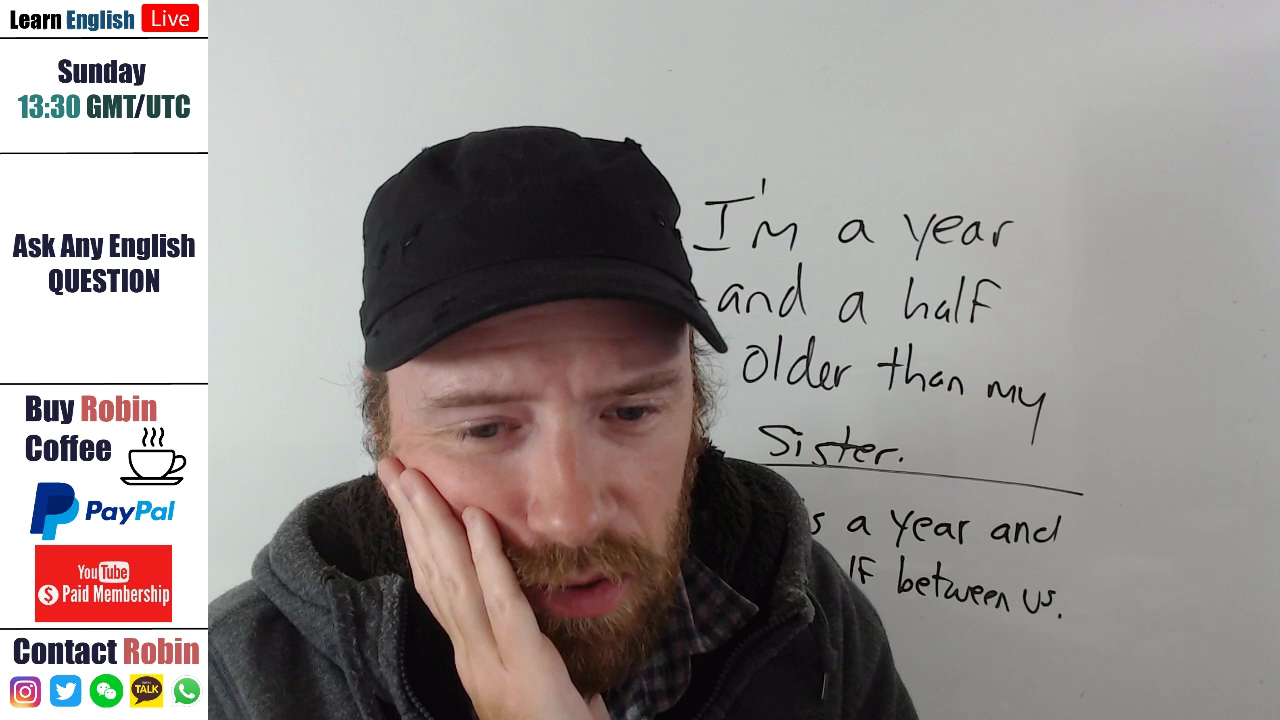 Learn English Live
Sunday
13:30 GMT/UTC
Ask Any English
QUESTION
Buy Robin
Coffee
PayPal
YouTube
$ Paid Membership
Contact Robin
TALK
I'm a year
and a half
older than my
Sister.
s a year and
lf between us.